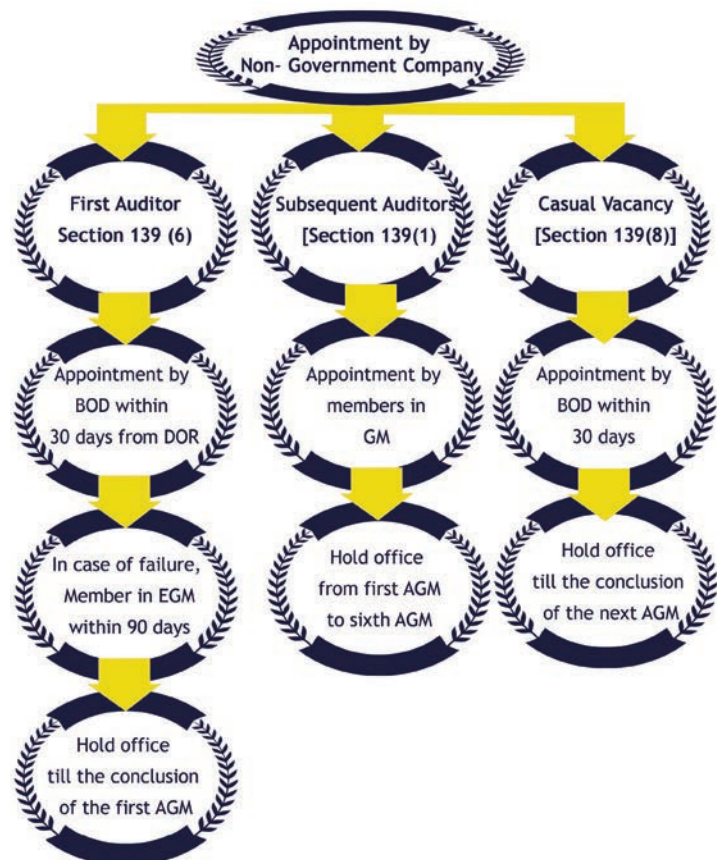 Appointment by
Non- Government Company
First Auditor
Section 139 (6)
Subsequent Auditors
[Section 139(1)
Casual Vacancy
[Section 139(8)]
Appointment by
BOD within
30 days from DOR
Appointment by
members in
GM
Appointment by
BOD within
30 days
In case of failure,
Member in EGM
within 90 days
Hold office
from first AGM
to sixth AGM
Hold office
till the conclusion
of the next AGM
Hold office
till the conclusion
of the first AGM